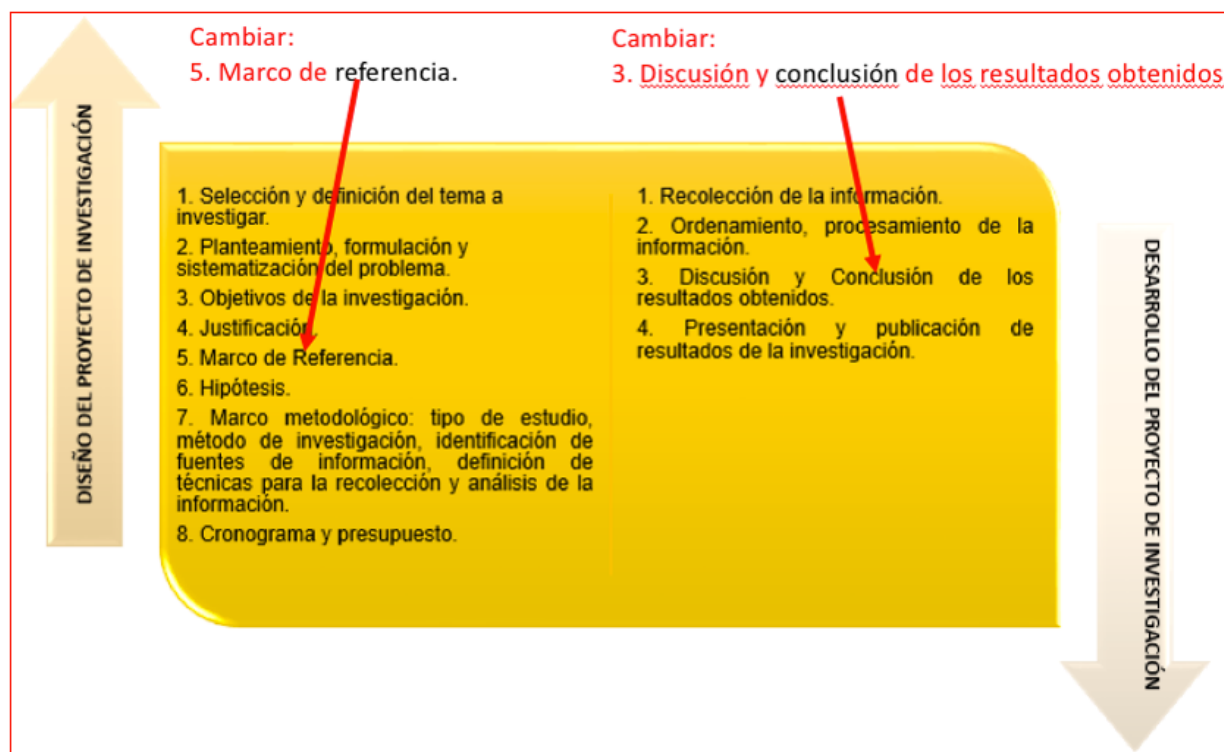 Cambiar:
5. Marco de referencia.
Cambiar:
3. Discusión y conclusión de los resultados obtenidos
DISEÑO DEL PROYECTO DE INVESTIGACIÓN
1. Selección y definición del tema a
investigar.
2. Planteamiento, formulación y
sistematización del problema.
3. Objetivos de la investigación.
4. Justificación.
5. Marco de Referencia.
6. Hipótesis.
7. Marco metodológico: tipo de estudio,
método de investigación, identificación de
fuentes de información, definición de
técnicas para la recolección y análisis de la
información.
8. Cronograma y presupuesto.
1. Recolección de la información.
2. Ordenamiento, procesamiento de la
información.
3. Discusión y Conclusión de los
resultados obtenidos.
4. Presentación y publicación de
resultados de la investigación.
DESARROLLO DEL PROYECTO DE INVESTIGACIÓN